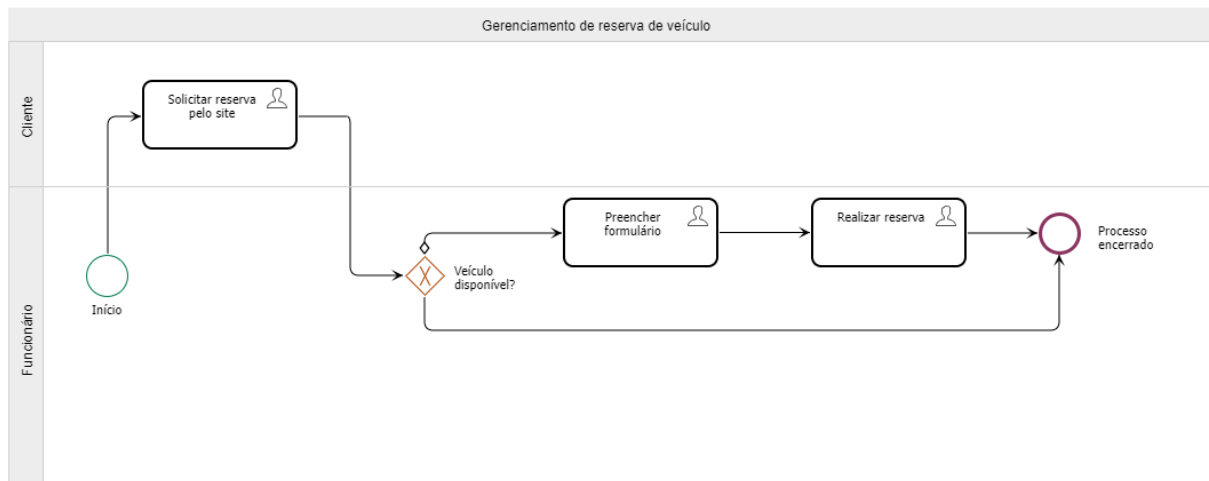 Gerenciamento de reserva de veículo
Cliente
Solicitar reserva
pelo site
Funcionário
Início
Veículo
disponível?
Preencher
formulário
Realizar reserva
Processo
encerrado